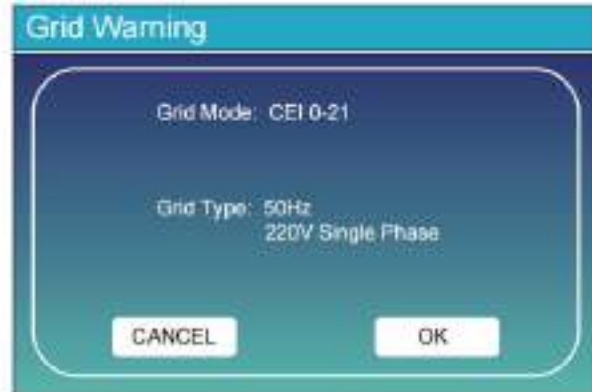 Grid Warning
Grid Mode: CEI 0-21
Grid Type: 50Hz
220V Single Phase
CANCEL
OK